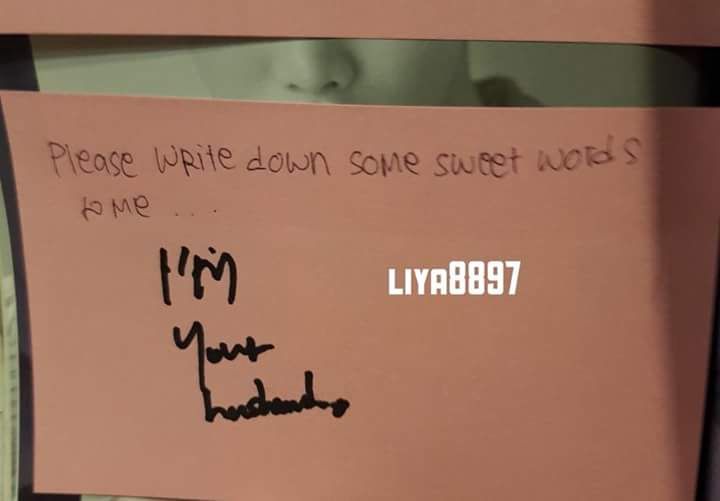 Please write down some sweet words
to me ...
I'm
LIYA8897
Your
husband.